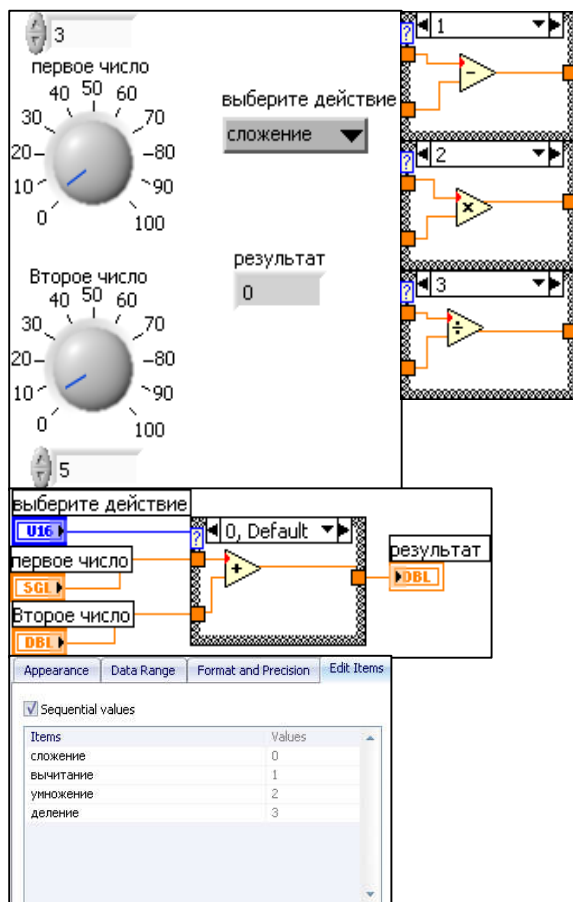 3
первое число
40 50 60
30 70
20 80
10 90
0 100
выберите действие
сложение
результат
0
Второе число
40 50 60
30 70
20 80
10 90
0 100
5
? 1
−
? 2
×
? 3
÷
выберите действие
U16
первое число
SGL
Второе число
DBL
? 0, Default
+
результат
DBL
Appearance Data Range Format and Precision Edit Items
Sequential values
Items Values
сложение 0
вычитание 1
умножение 2
деление 3